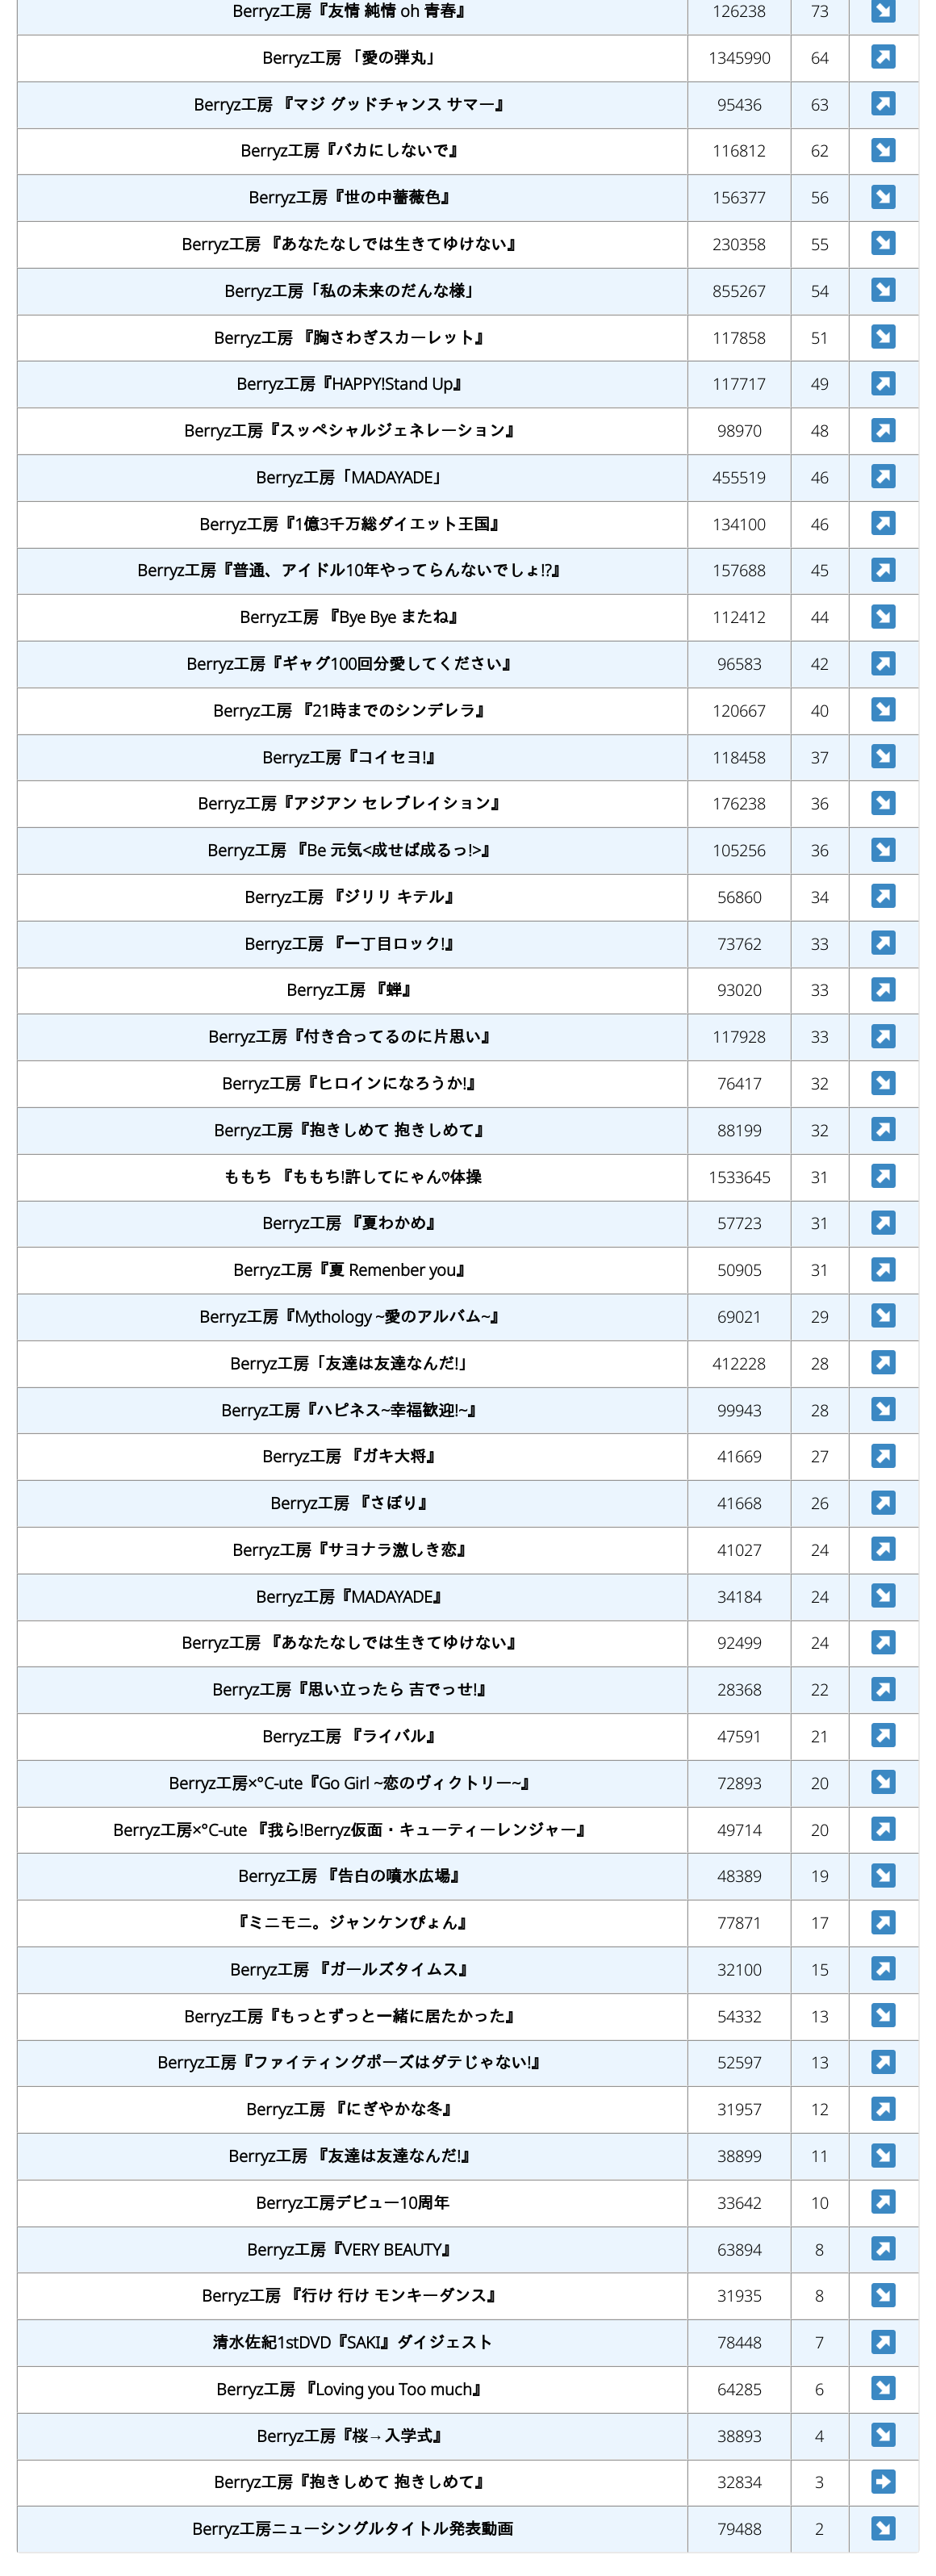 Berryz工房『友情 純情 oh 青春』 126238 73 ↘
Berryz工房 「愛の弾丸」 1345990 64 ↗
Berryz工房 『マジ グッドチャンス サマー』 95436 63 ↗
Berryz工房『バカにしないで』 116812 62 ↘
Berryz工房『世の中薔薇色』 156377 56 ↘
Berryz工房 『あなたなしでは生きてゆけない』 230358 55 ↘
Berryz工房「私の未来のだんな様」 855267 54 ↘
Berryz工房 『胸さわぎスカーレット』 117858 51 ↘
Berryz工房『HAPPY!Stand Up』 117717 49 ↗
Berryz工房『スッペシャルジェネレーション』 98970 48 ↗
Berryz工房「MADAYADE」 455519 46 ↗
Berryz工房『1億3千万総ダイエット王国』 134100 46 ↗
Berryz工房『普通、アイドル10年やってらんないでしょ!?』 157688 45 ↗
Berryz工房 『Bye Bye またね』 112412 44 ↘
Berryz工房『ギャグ100回分愛してください』 96583 42 ↗
Berryz工房 『21時までのシンデレラ』 120667 40 ↘
Berryz工房『コイセヨ!』 118458 37 ↘
Berryz工房『アジアン セレブレイション』 176238 36 ↘
Berryz工房 『Be 元気<成せば成るっ!>』 105256 36 ↘
Berryz工房 『ジリリ キテル』 56860 34 ↗
Berryz工房 『一丁目ロック!』 73762 33 ↗
Berryz工房 『蝉』 93020 33 ↗
Berryz工房『付き合ってるのに片思い』 117928 33 ↗
Berryz工房『ヒロインになろうか!』 76417 32 ↘
Berryz工房『抱きしめて 抱きしめて』 88199 32 ↗
ももち 『ももち!許してにゃん♡体操 1533645 31 ↗
Berryz工房 『夏わかめ』 57723 31 ↗
Berryz工房『夏 Remenber you』 50905 31 ↗
Berryz工房『Mythology ~愛のアルバム~』 69021 29 ↘
Berryz工房「友達は友達なんだ!」 412228 28 ↗
Berryz工房『ハピネス~幸福歓迎!~』 99943 28 ↘
Berryz工房 『ガキ大将』 41669 27 ↗
Berryz工房 『さぼり』 41668 26 ↗
Berryz工房『サヨナラ激しき恋』 41027 24 ↗
Berryz工房『MADAYADE』 34184 24 ↘
Berryz工房 『あなたなしでは生きてゆけない』 92499 24 ↗
Berryz工房『思い立ったら 吉でっせ!』 28368 22 ↗
Berryz工房 『ライバル』 47591 21 ↗
Berryz工房×°C-ute『Go Girl ~恋のヴィクトリー~』 72893 20 ↘
Berryz工房×°C-ute 『我ら!Berryz仮面・キューティーレンジャー』 49714 20 ↗
Berryz工房 『告白の噴水広場』 48389 19 ↘
『ミニモニ。ジャンケンぴょん』 77871 17 ↗
Berryz工房 『ガールズタイムス』 32100 15 ↗
Berryz工房『もっとずっと一緒に居たかった』 54332 13 ↘
Berryz工房『ファイティングポーズはダテじゃない!』 52597 13 ↗
Berryz工房 『にぎやかな冬』 31957 12 ↗
Berryz工房 『友達は友達なんだ!』 38899 11 ↘
Berryz工房デビュー10周年 33642 10 ↗
Berryz工房『VERY BEAUTY』 63894 8 ↗
Berryz工房 『行け 行け モンキーダンス』 31935 8 ↘
清水佐紀1stDVD『SAKI』ダイジェスト 78448 7 ↗
Berryz工房 『Loving you Too much』 64285 6 ↘
Berryz工房『桜→入学式』 38893 4 ↘
Berryz工房『抱きしめて 抱きしめて』 32834 3 →
Berryz工房ニューシングルタイトル発表動画 79488 2 ↘